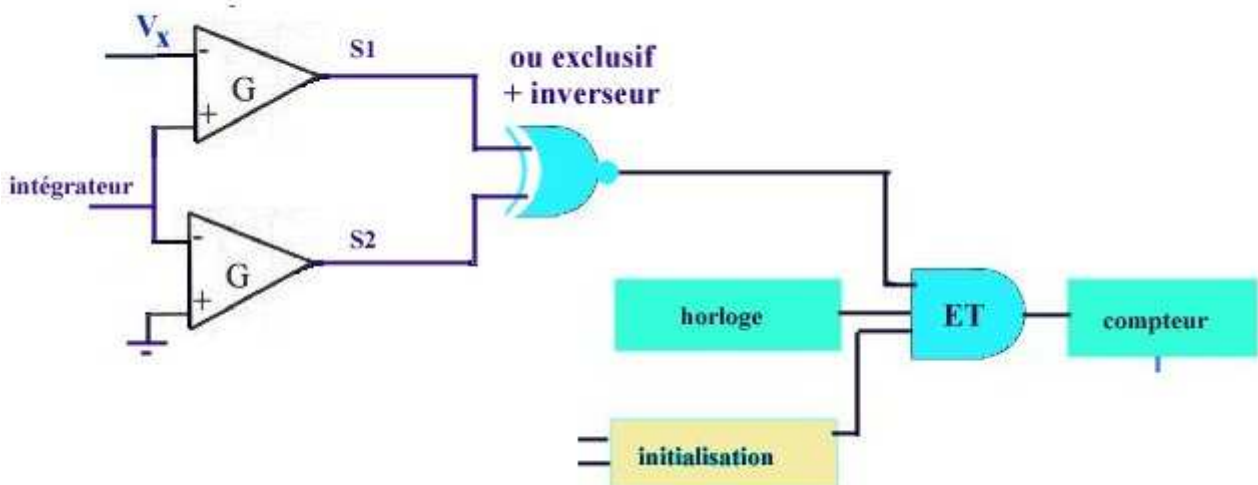 Vx
S1
-
G
+
ou exclusif
+ inverseur
intégrateur
S2
-
G
+
horloge
ET
compteur
initialisation